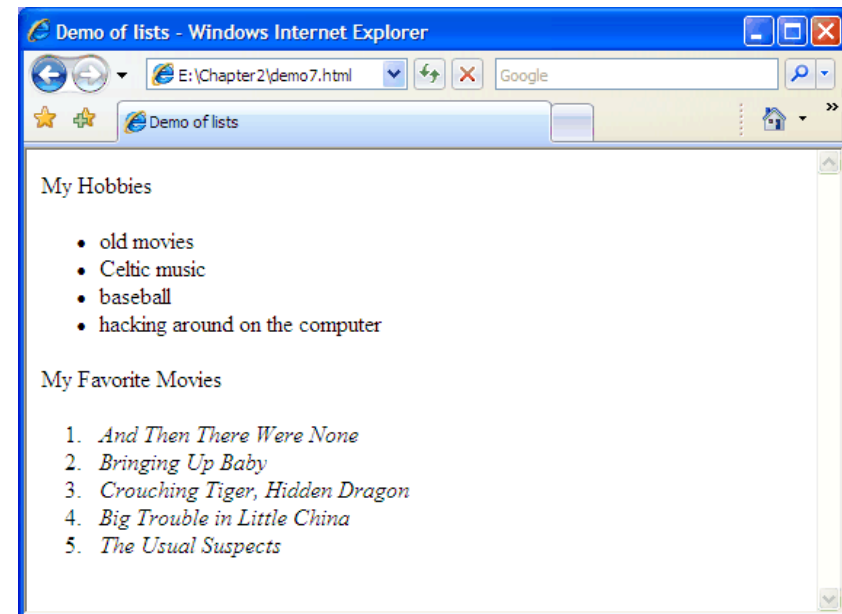 Demo of lists - Windows Internet Explorer
E:\Chapter2\demo7.html
Google
Demo of lists
My Hobbies
• old movies
• Celtic music
• baseball
• hacking around on the computer
My Favorite Movies
1. And Then There Were None
2. Bringing Up Baby
3. Crouching Tiger, Hidden Dragon
4. Big Trouble in Little China
5. The Usual Suspects